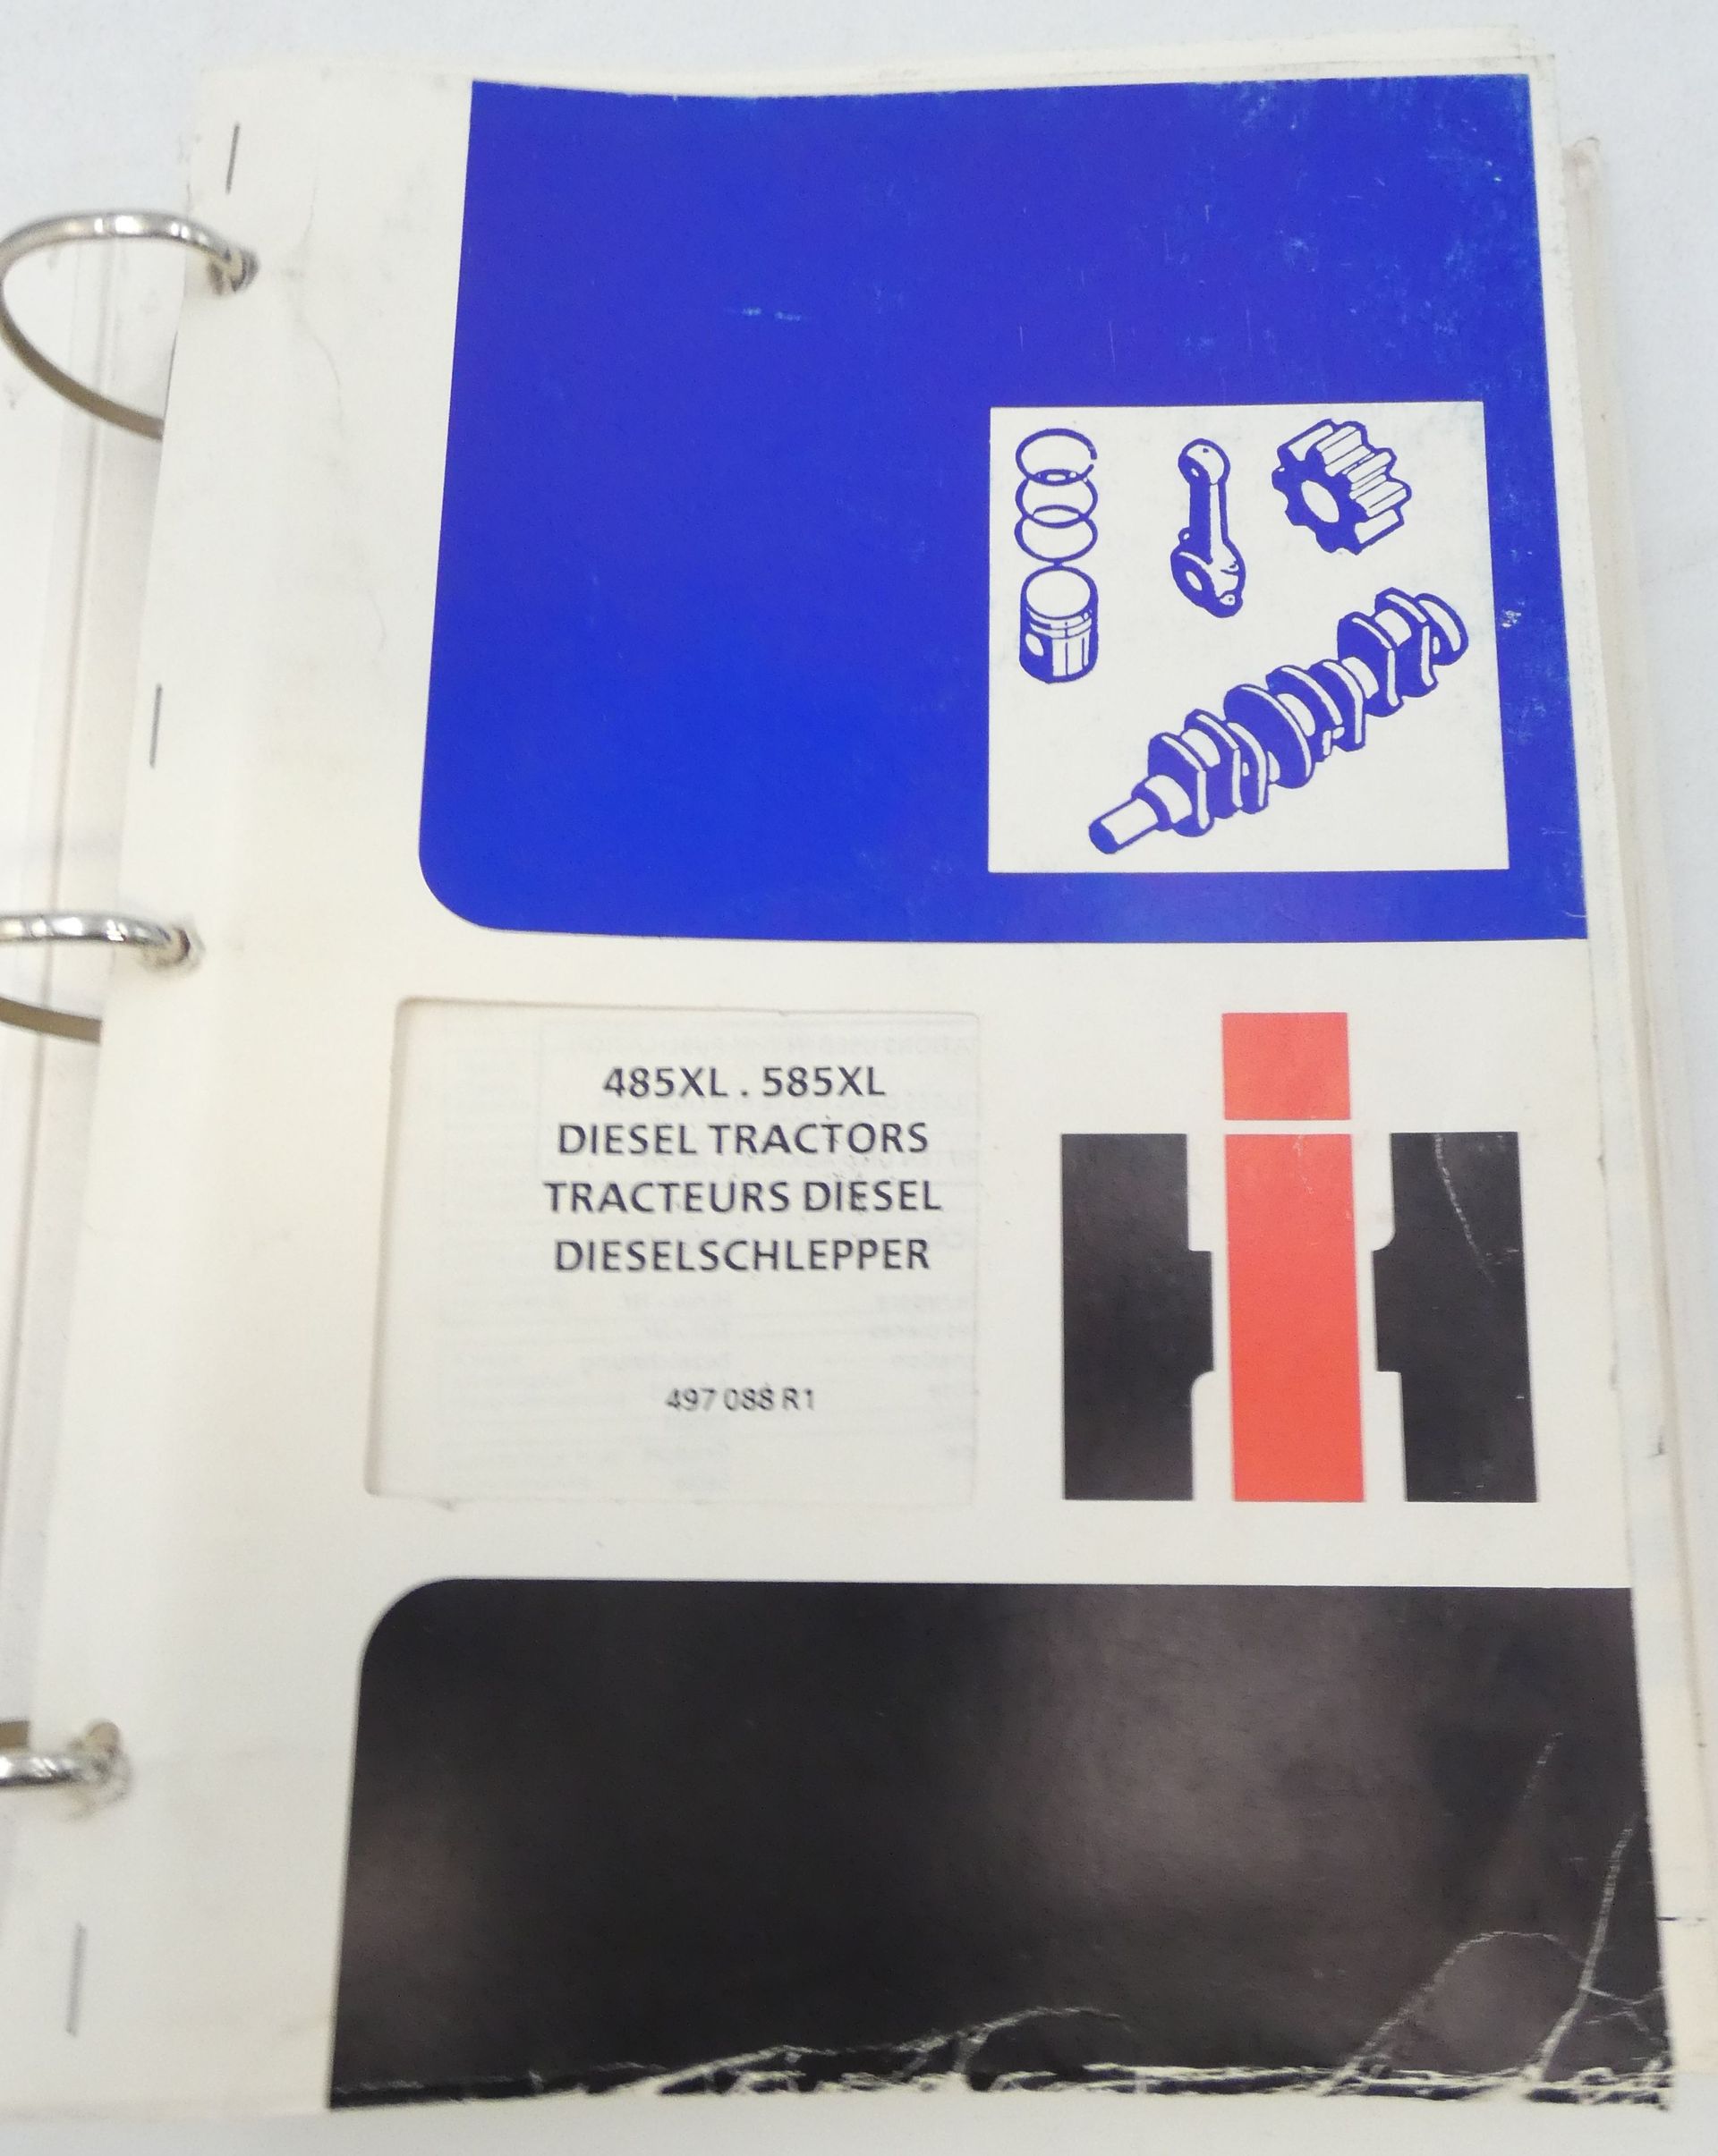 485XL . 585XL
DIESEL TRACTORS
TRACTEURS DIESEL
DIESELSCHLEPPER
497 088 R1